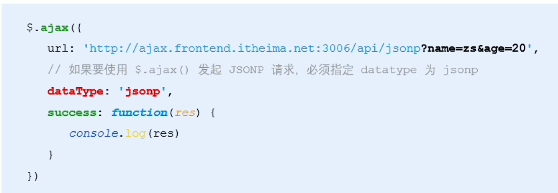 $.ajax({
url: 'http://ajax.frontend.itheima.net:3006/api/jsonp?name=zs&age=20',
// 如果要使用 $.ajax() 发起 JSONP 请求，必须指定 datatype 为 jsonp
dataType: 'jsonp',
success: function(res) {
console.log(res)
}
})